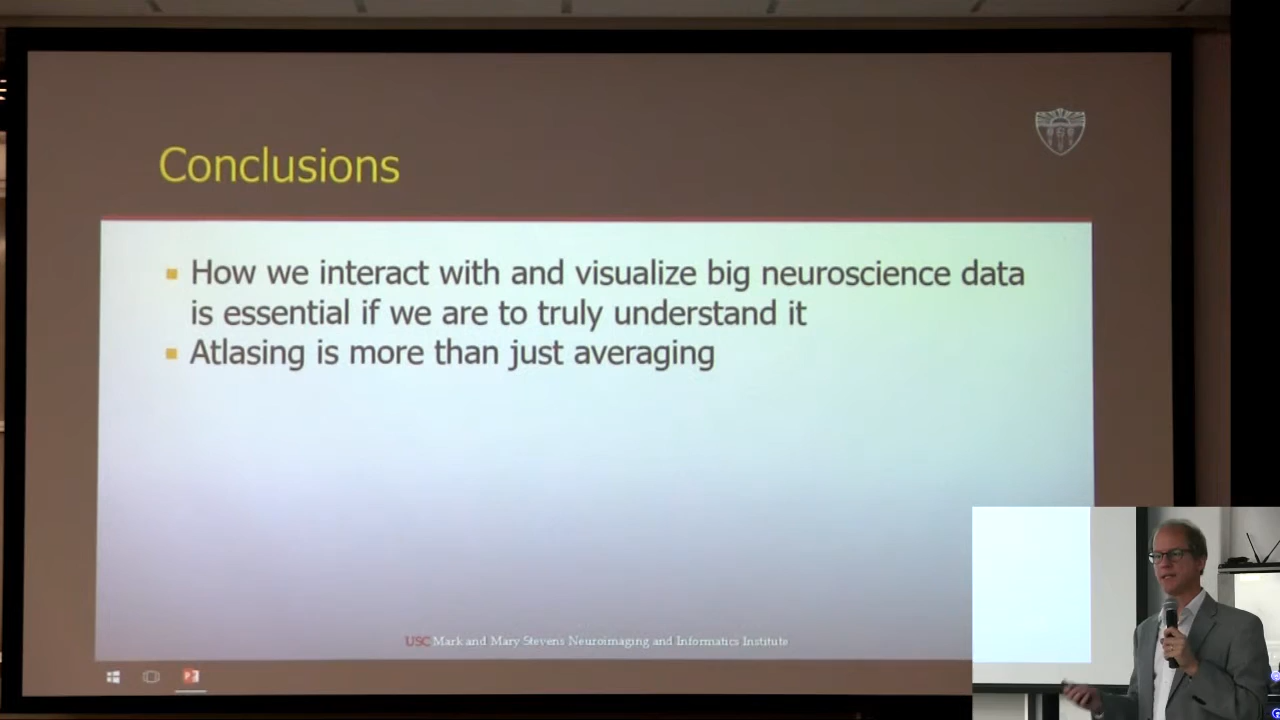 Conclusions
How we interact with and visualize big neuroscience data
is essential if we are to truly understand it
Atlasing is more than just averaging
USC Mark and Mary Stevens Neuroimaging and Informatics Institute